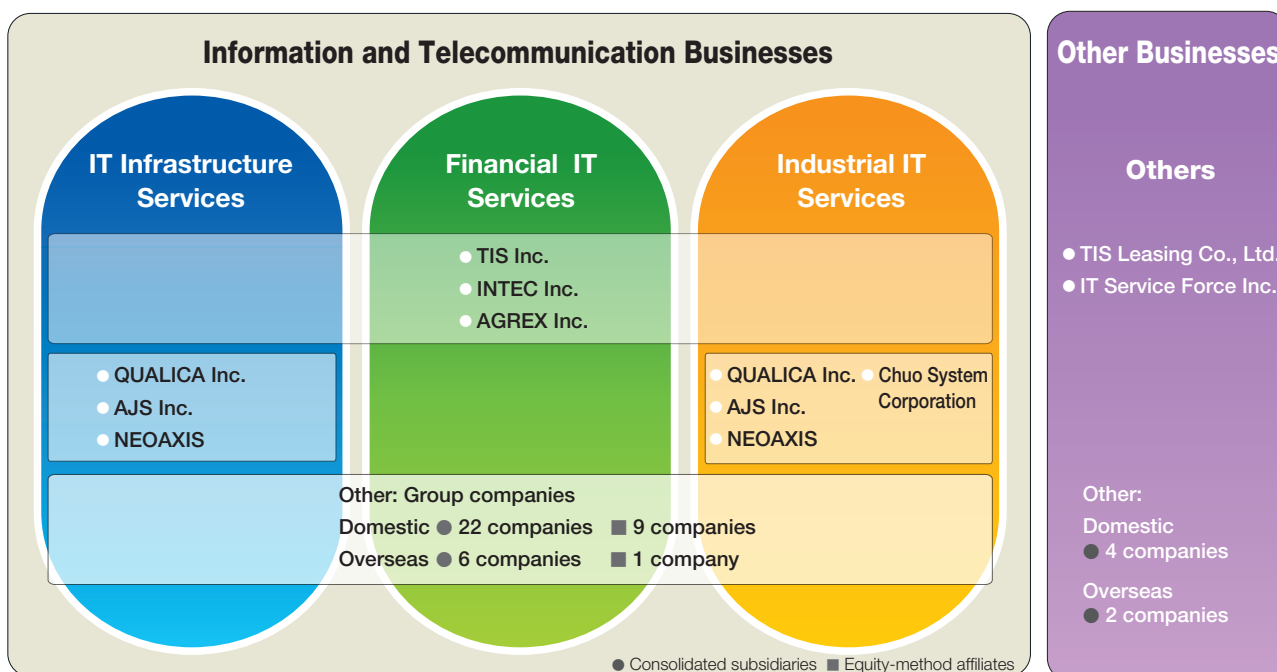 Information and Telecommunication Businesses
IT Infrastructure
Services
Financial IT
Services
Industrial IT
Services
TIS Inc.
INTEC Inc.
AGREX Inc.
QUALICA Inc.
AJS Inc.
NEOAXIS
QUALICA Inc.
AJS Inc.
NEOAXIS
Chuo System
Corporation
Other: Group companies
Domestic ● 22 companies ■ 9 companies
Overseas ● 6 companies ■ 1 company
● Consolidated subsidiaries ■ Equity-method affiliates
Other Businesses
Others
● TIS Leasing Co., Ltd.
● IT Service Force Inc.
Other:
Domestic
● 4 companies
Overseas
● 2 companies